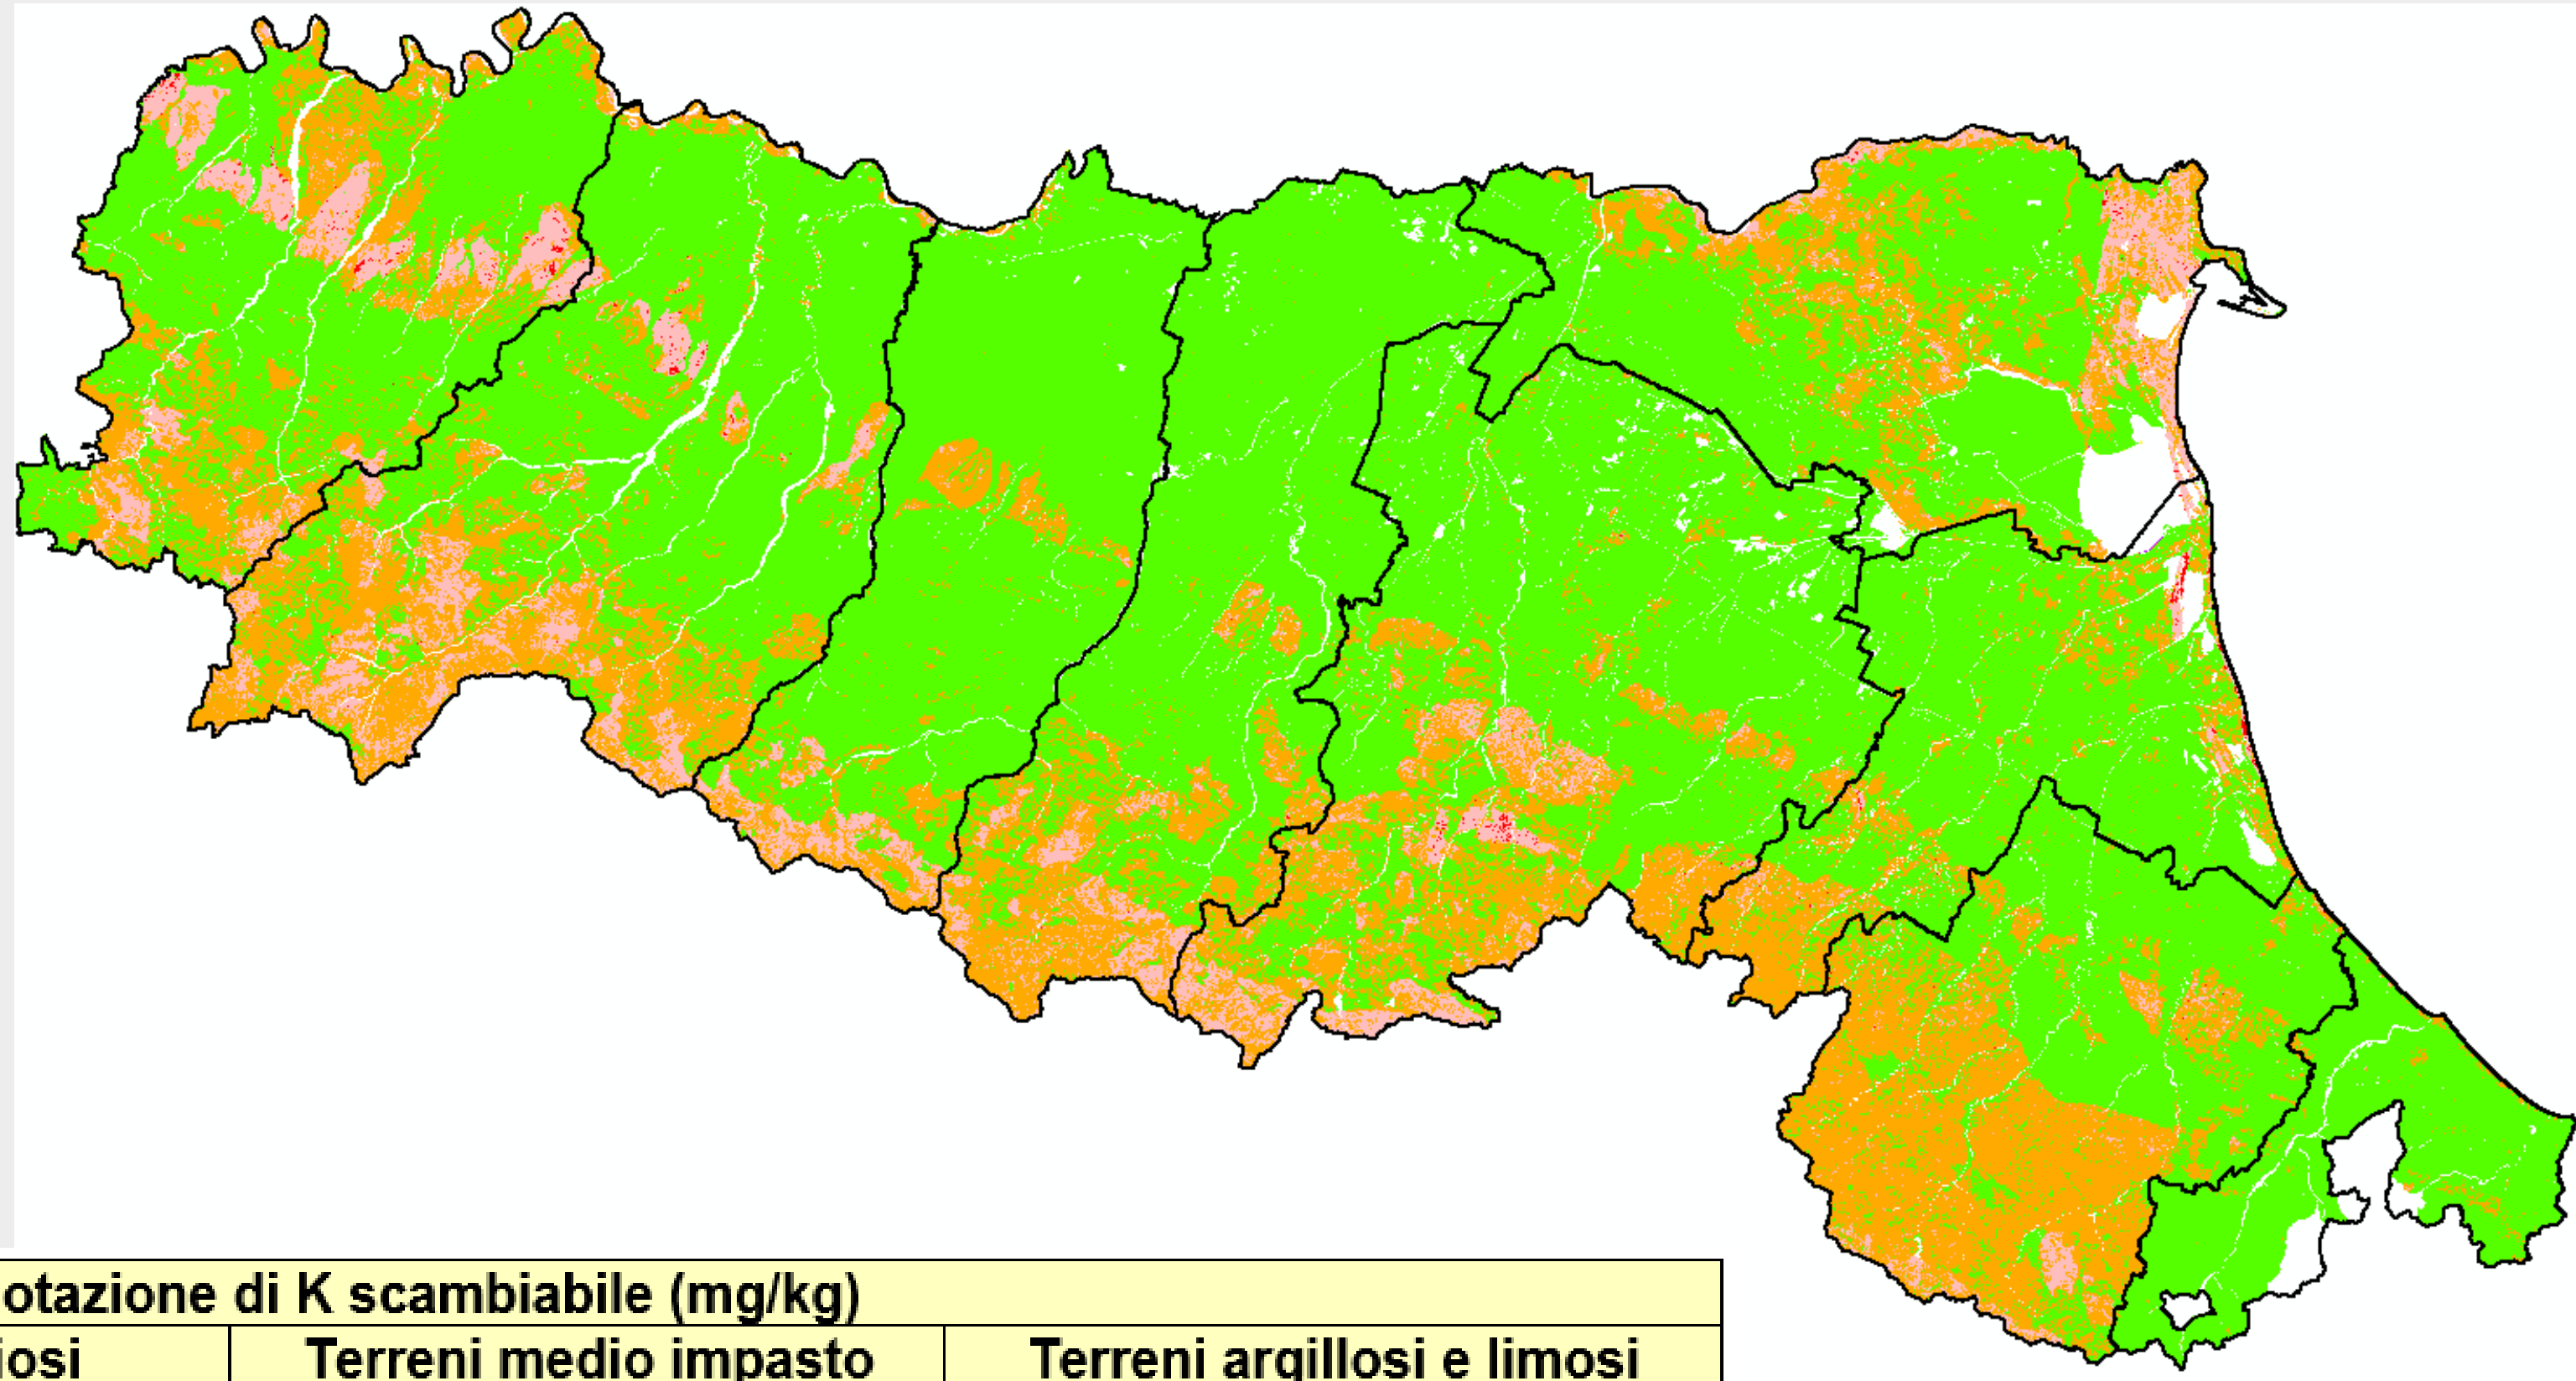 otazione di K scambiabile (mg/kg)
iosi Terreni medio impasto Terreni argillosi e limosi